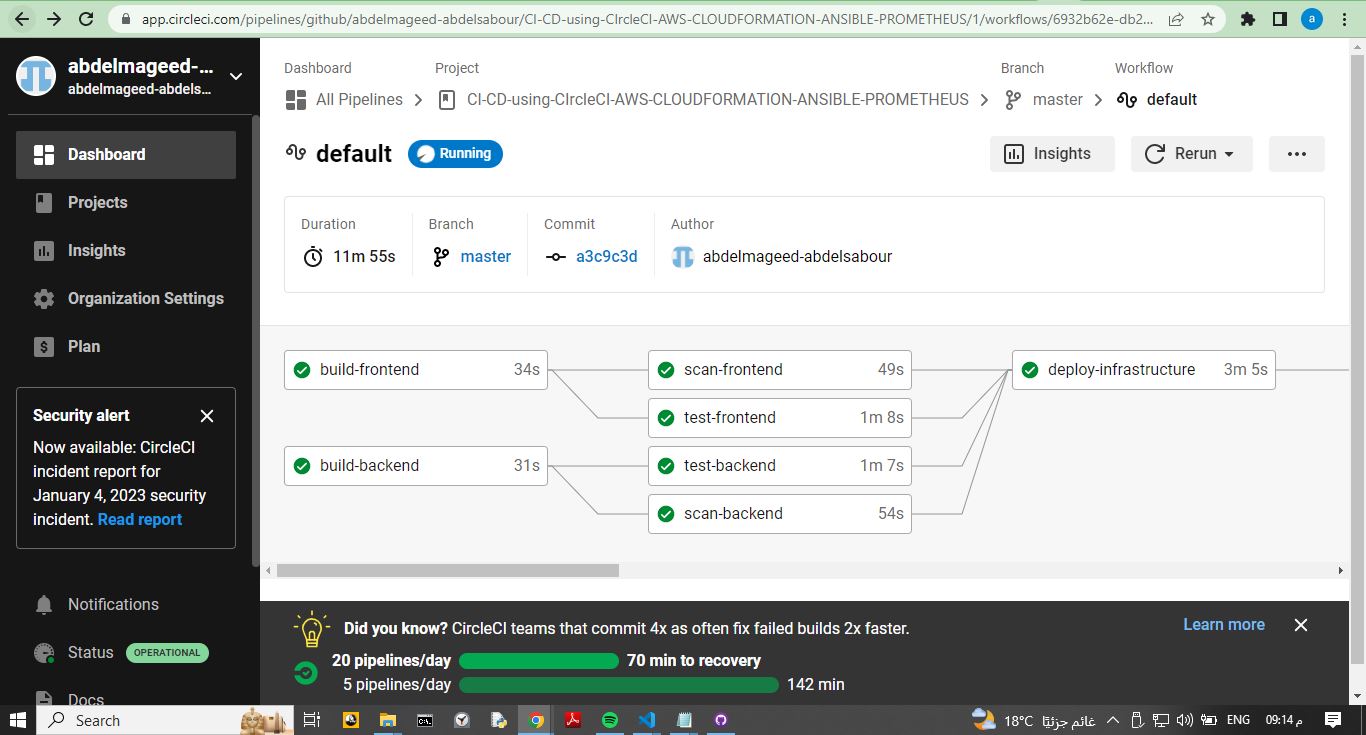 app.circleci.com/pipelines/github/abdelmageed-abdelsabour/CI-CD-using-CIrcleCI-AWS-CLOUDFORMATION-ANSIBLE-PROMETHEUS/1/workflows/6932b62e-db2...
a
abdelmageed-...
abdelmageed-abdels...
Dashboard
Projects
Insights
Organization Settings
Plan
Security alert
Now available: CircleCI
incident report for
January 4, 2023 security
incident. Read report
Notifications
Status OPERATIONAL
Docs
Dashboard Project Branch Workflow
All Pipelines CI-CD-using-CIrcleCI-AWS-CLOUDFORMATION-ANSIBLE-PROMETHEUS master default
default Running Insights Rerun
Duration Branch Commit Author
11m 55s master a3c9c3d abdelmageed-abdelsabour
build-frontend 34s scan-frontend 49s deploy-infrastructure 3m 5s
test-frontend 1m 8s
build-backend 31s test-backend 1m 7s
scan-backend 54s
Did you know? CircleCI teams that commit 4x as often fix failed builds 2x faster. Learn more
20 pipelines/day 70 min to recovery
5 pipelines/day 142 min
Search 18°C غائم جزئيًا ENG 09:14 م